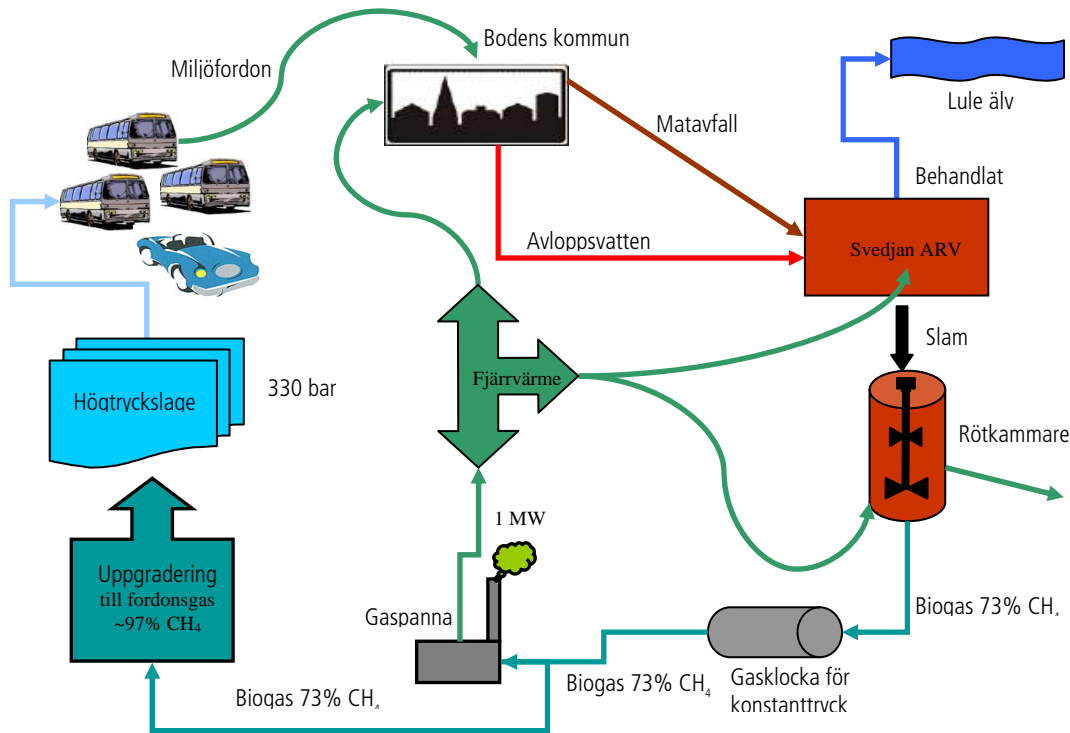 Bodens kommun
Miljöfordon
Lule älv
Matavfall
Behandlat
Avloppsvatten
Svedjan ARV
Slam
Fjärrvärme
330 bar
Högtryckslage
Rötkammare
1 MW
Uppgradering
till fordonsgas
~97% CH₄
Gaspanna
Biogas 73% CH₄
Biogas 73% CH₄
Gasklocka för
konstanttryck
Biogas 73% CH₄